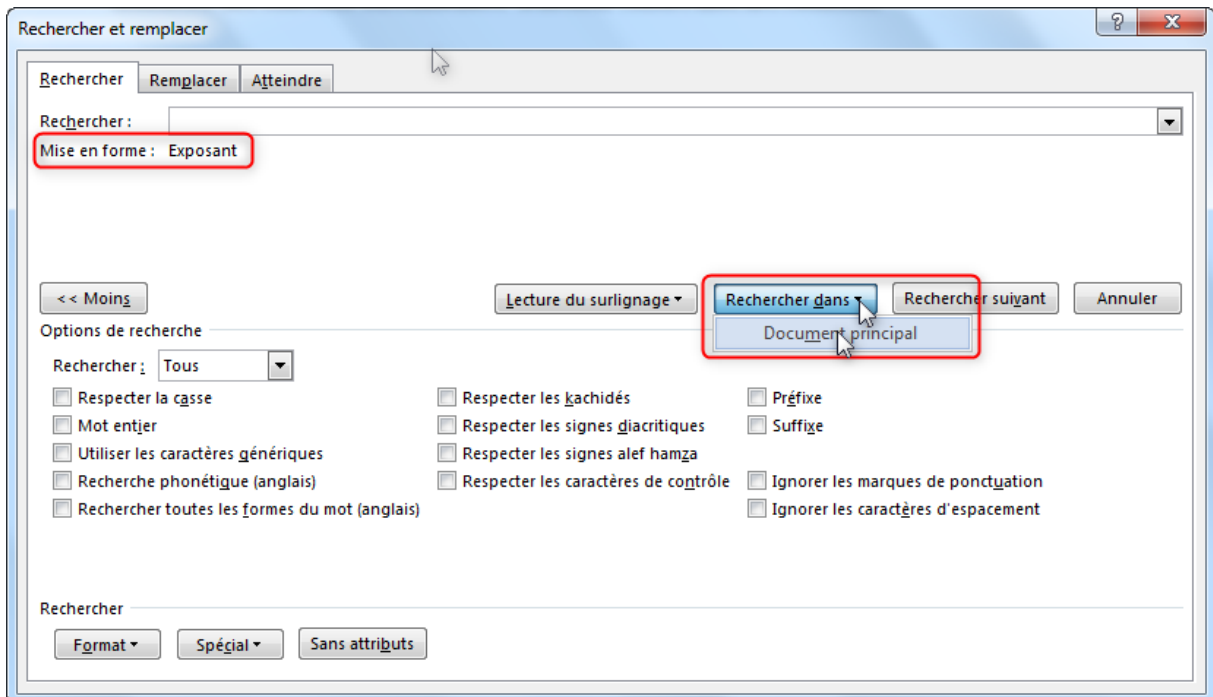 Rechercher et remplacer ?
Rechercher Remplacer Atteindre
Rechercher :
Mise en forme : Exposant
<< Moins Lecture du surlignage Rechercher dans Rechercher suivant Annuler
Document principal
Options de recherche
Rechercher : Tous
Respecter la casse Respecter les kachidés Préfixe
Mot entier Respecter les signes diacritiques Suffixe
Utiliser les caractères génériques Respecter les signes alef hamza
Recherche phonétique (anglais) Respecter les caractères de contrôle Ignorer les marques de ponctuation
Rechercher toutes les formes du mot (anglais) Ignorer les caractères d'espacement
Rechercher
Format Spécial Sans attributs